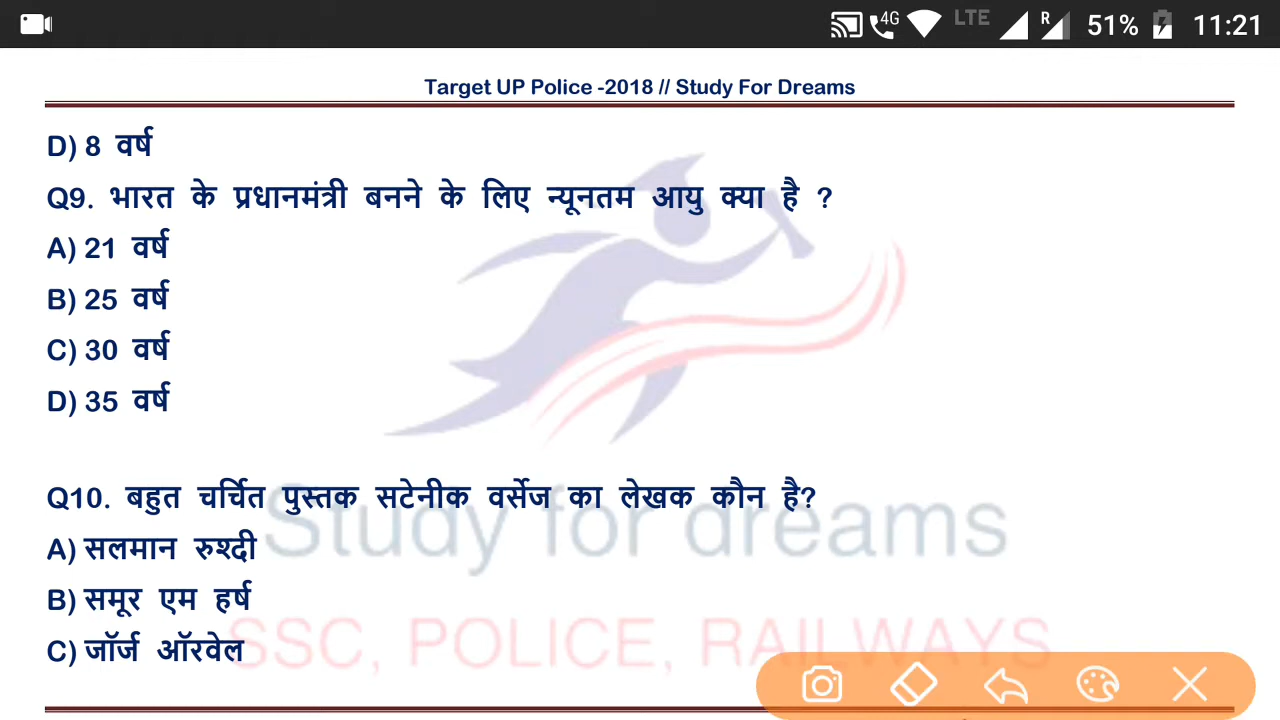 4G LTE R 51% 11:21
Target UP Police -2018 // Study For Dreams
D) 8 वर्ष
Q9. भारत के प्रधानमंत्री बनने के लिए न्यूनतम आयु क्या है ?
A) 21 वर्ष
B) 25 वर्ष
C) 30 वर्ष
D) 35 वर्ष
Q10. बहुत चर्चित पुस्तक सटेनीक वर्सेज का लेखक कौन है?
Study for dreams
A) सलमान रुश्दी
B) समूर एम हर्ष
C) जॉर्ज ऑरवेल
SSC, POLICE, RAILWAYS